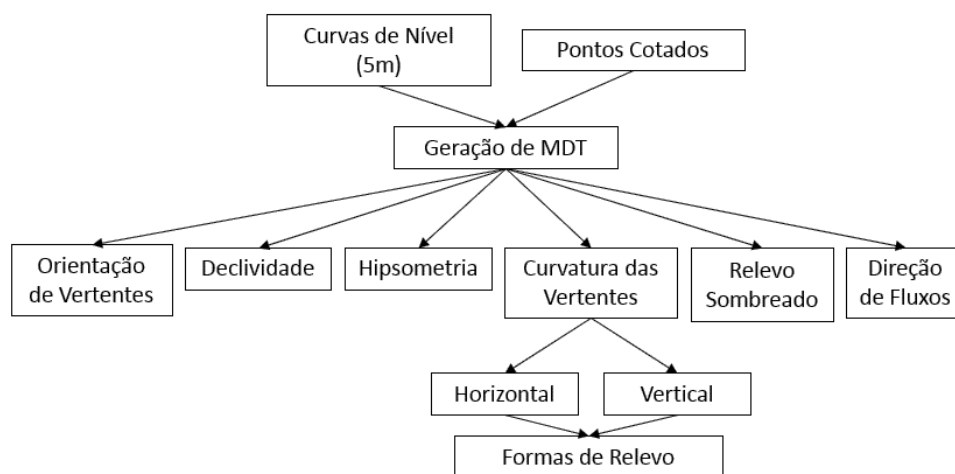 Curvas de Nível
(5m)
Pontos Cotados
Geração de MDT
Orientação
de Vertentes
Declividade
Hipsometria
Curvatura das
Vertentes
Relevo
Sombreado
Direção
de Fluxos
Horizontal
Vertical
Formas de Relevo